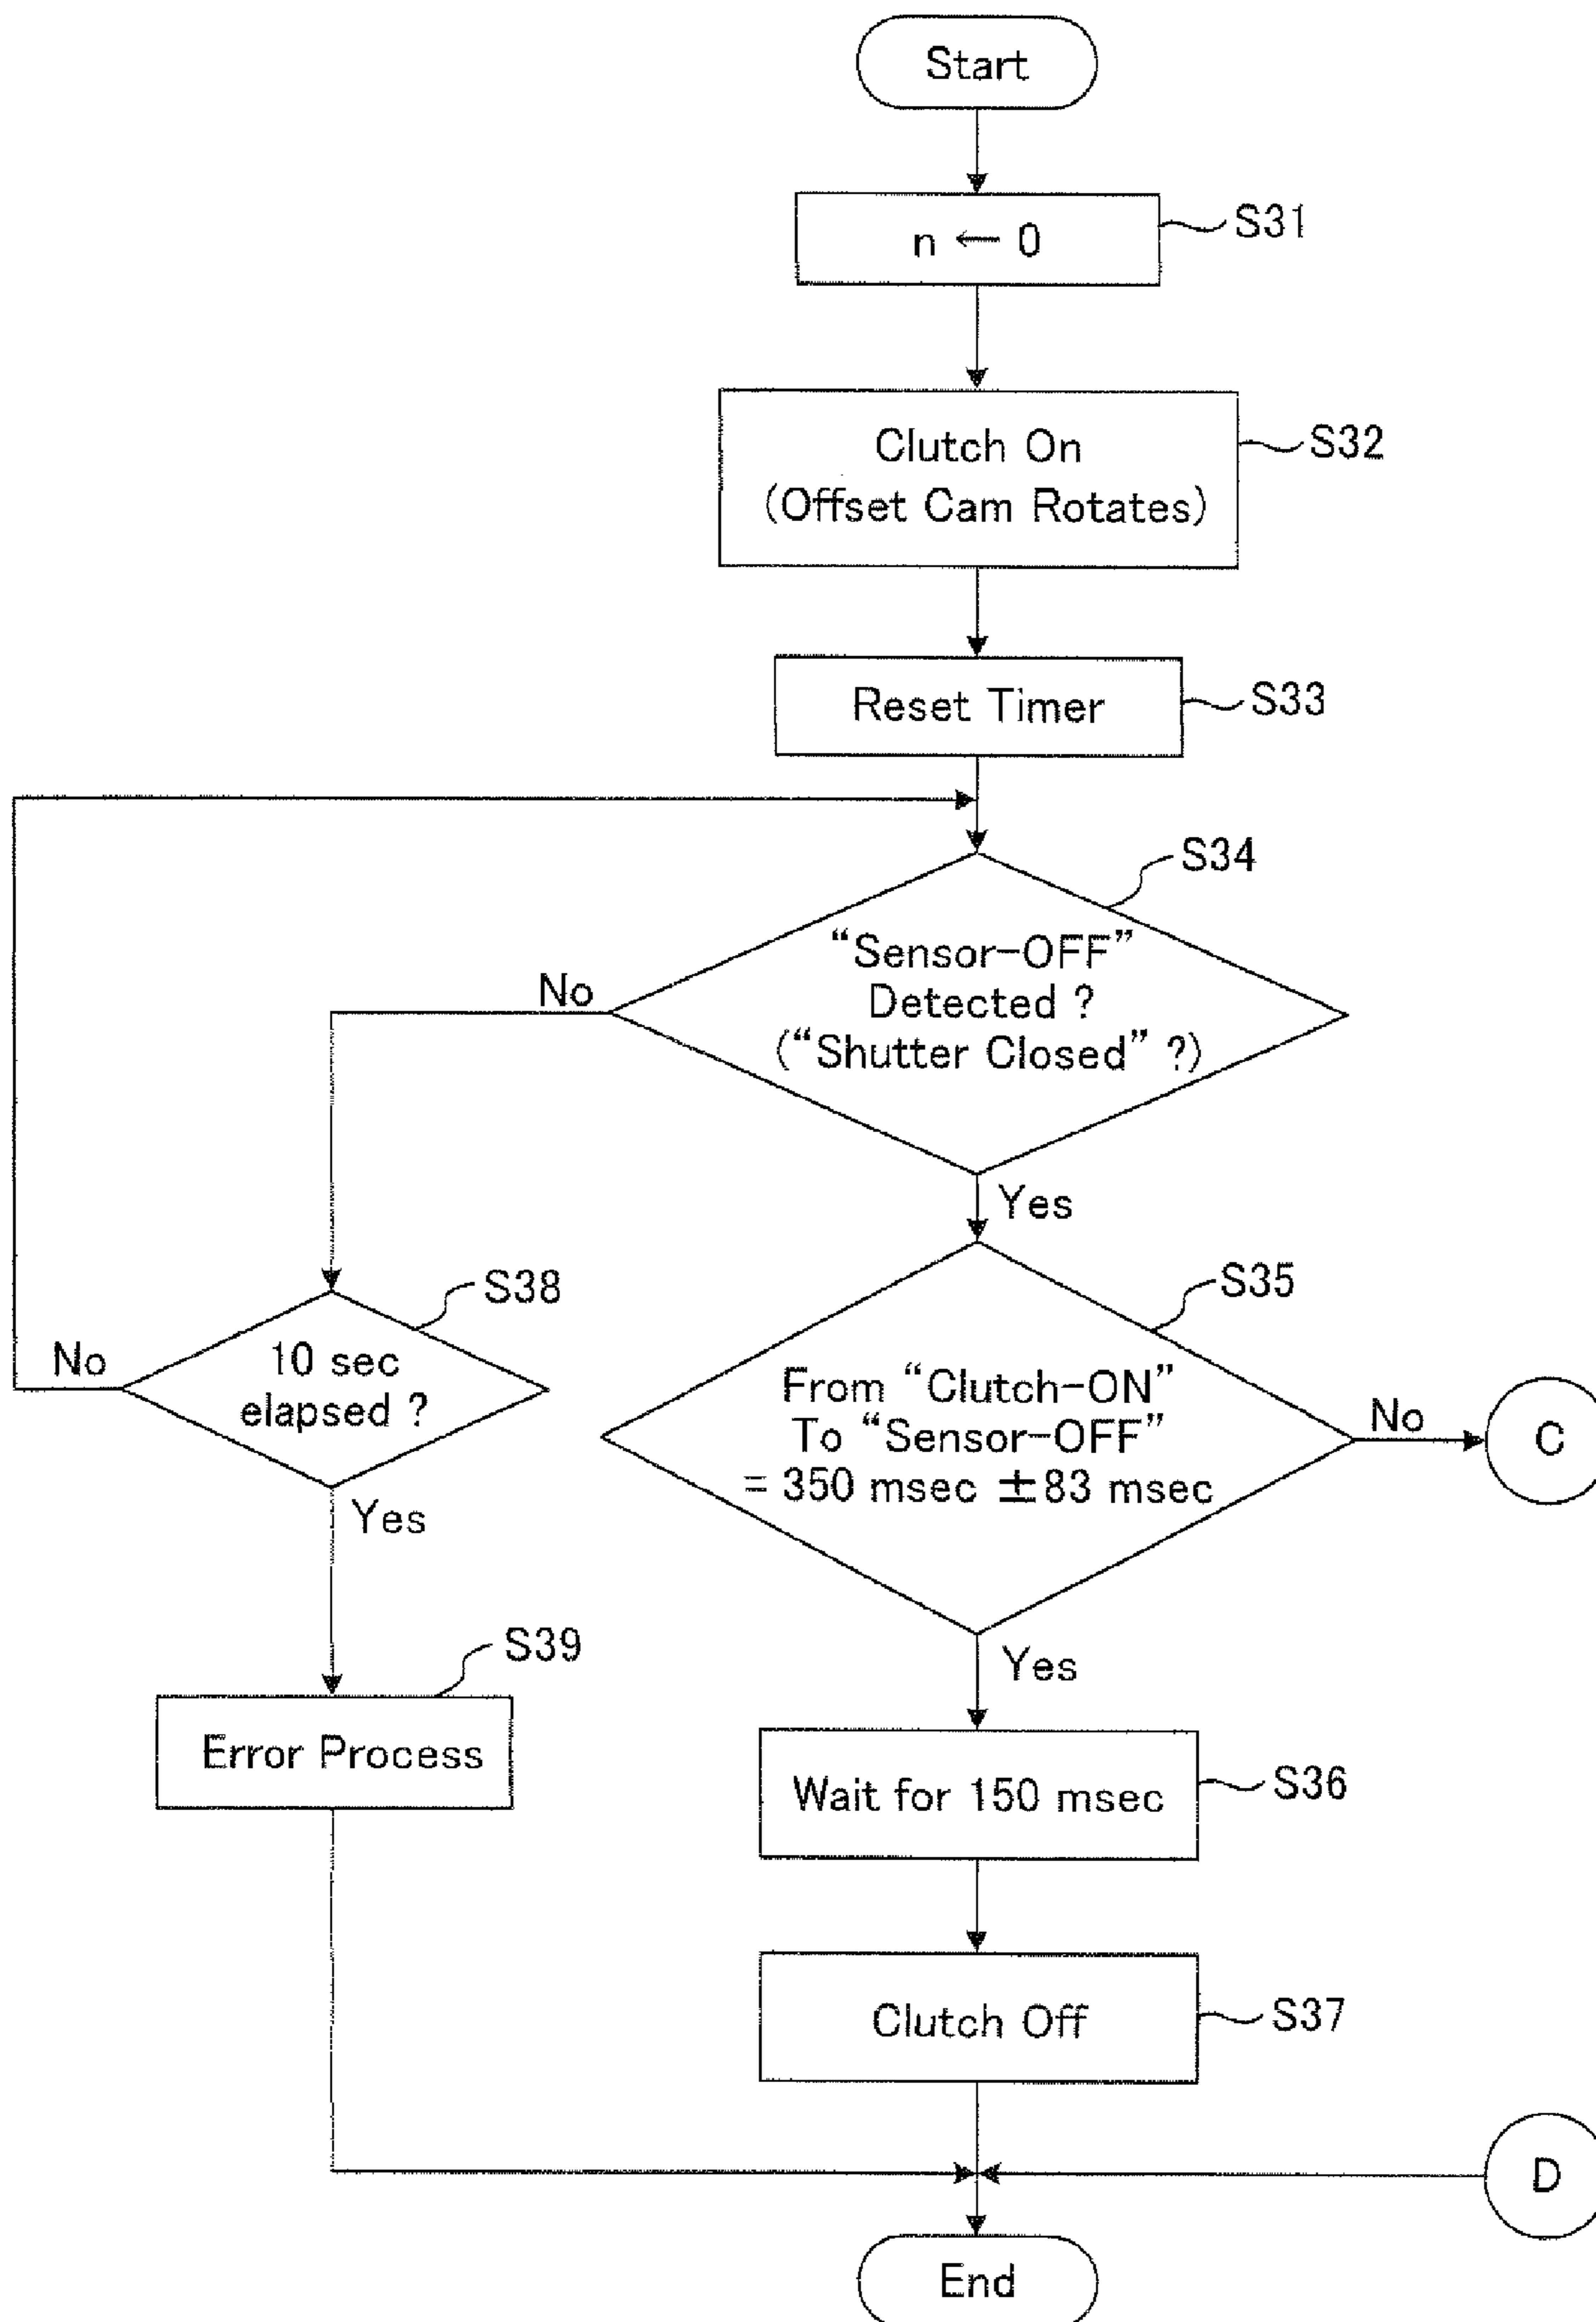 Start
n ← 0
S31
Clutch On
(Offset Cam Rotates)
S32
Reset Timer
S33
S34
“Sensor-OFF”
Detected ?
(“Shutter Closed” ?)
No
Yes
S38
10 sec
elapsed ?
No
Yes
S35
From “Clutch-ON”
To “Sensor-OFF”
= 350 msec ±83 msec
No
C
Yes
S39
Error Process
Wait for 150 msec
S36
Clutch Off
S37
D
End